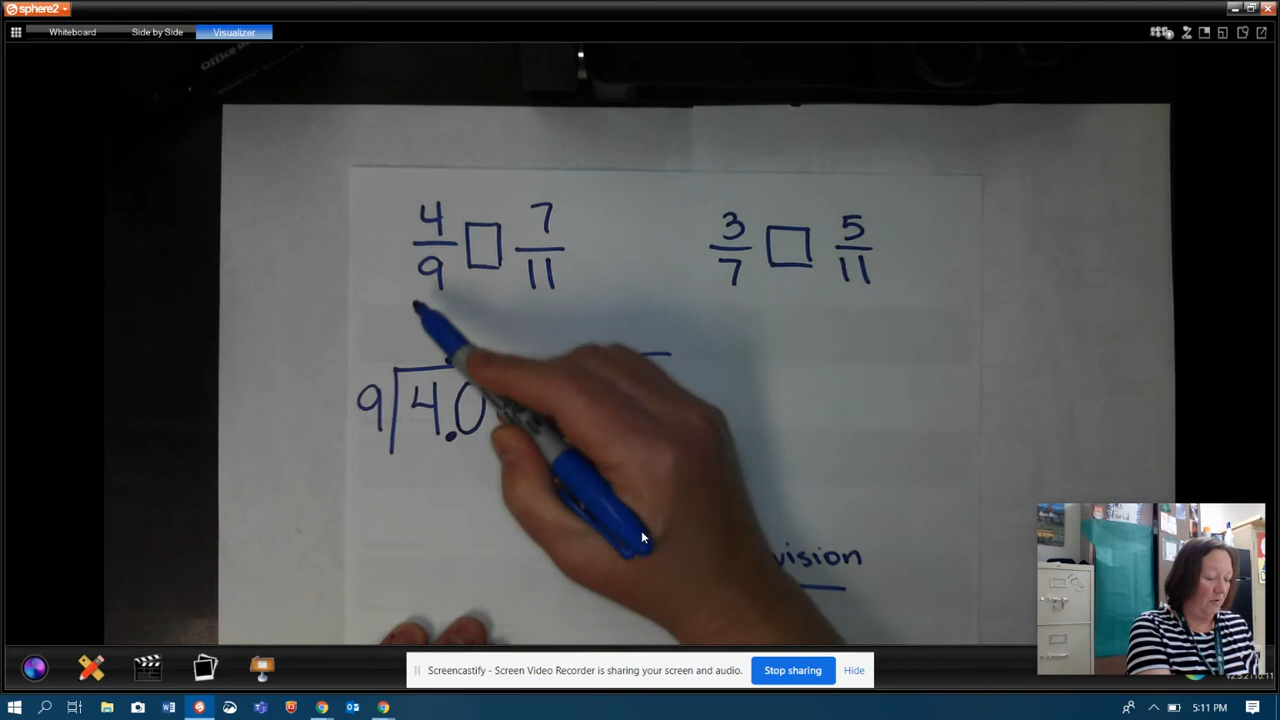 sphere2
Whiteboard Side by Side Visualizer
4/9 □ 7/11 3/7 □ 5/11
9 4.0
vision
Screencastify - Screen Video Recorder is sharing your screen and audio. Stop sharing Hide
5:11 PM